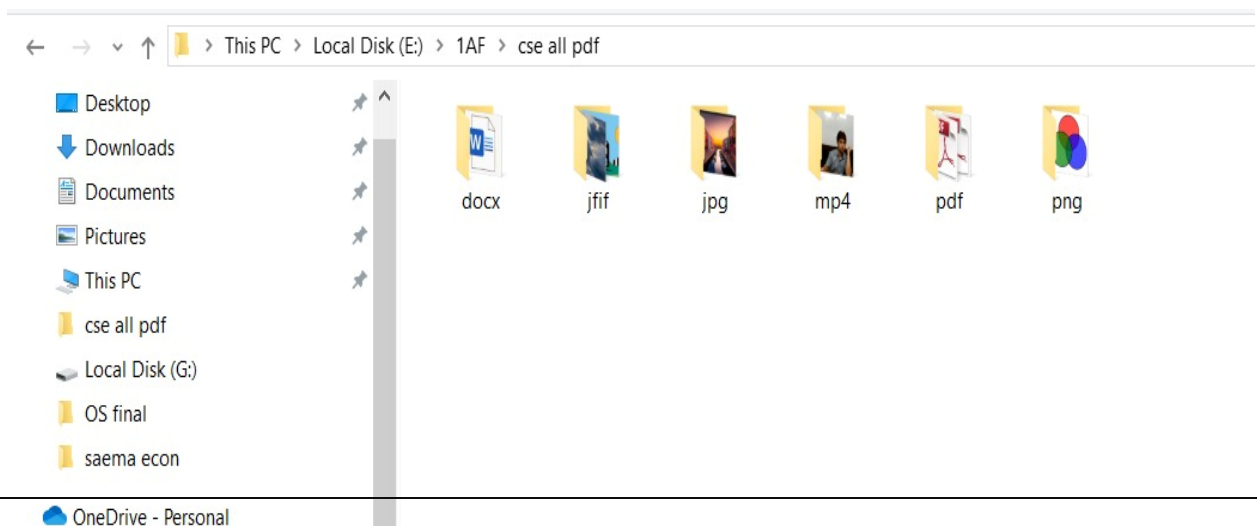 This PC > Local Disk (E:) > 1AF > cse all pdf
Desktop
Downloads
Documents
Pictures
This PC
cse all pdf
Local Disk (G:)
OS final
saema econ
OneDrive - Personal
docx jfif jpg mp4 pdf png